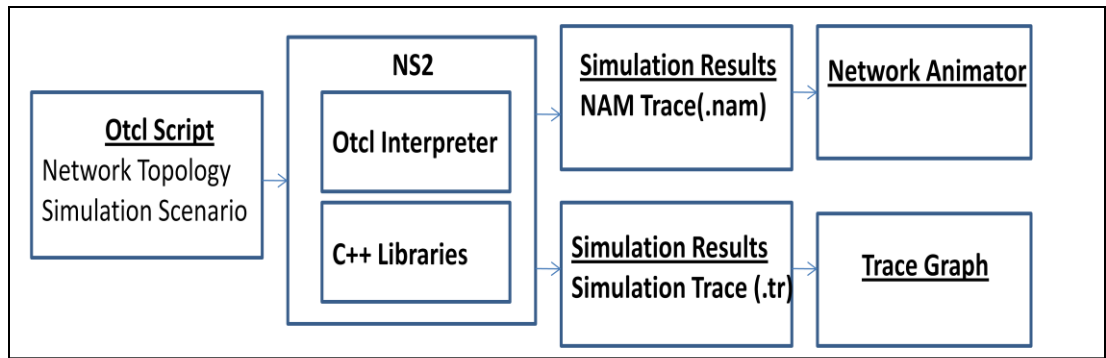 Otcl Script
Network Topology
Simulation Scenario
NS2
Otcl Interpreter
C++ Libraries
Simulation Results
NAM Trace(.nam)
Network Animator
Simulation Results
Simulation Trace (.tr)
Trace Graph